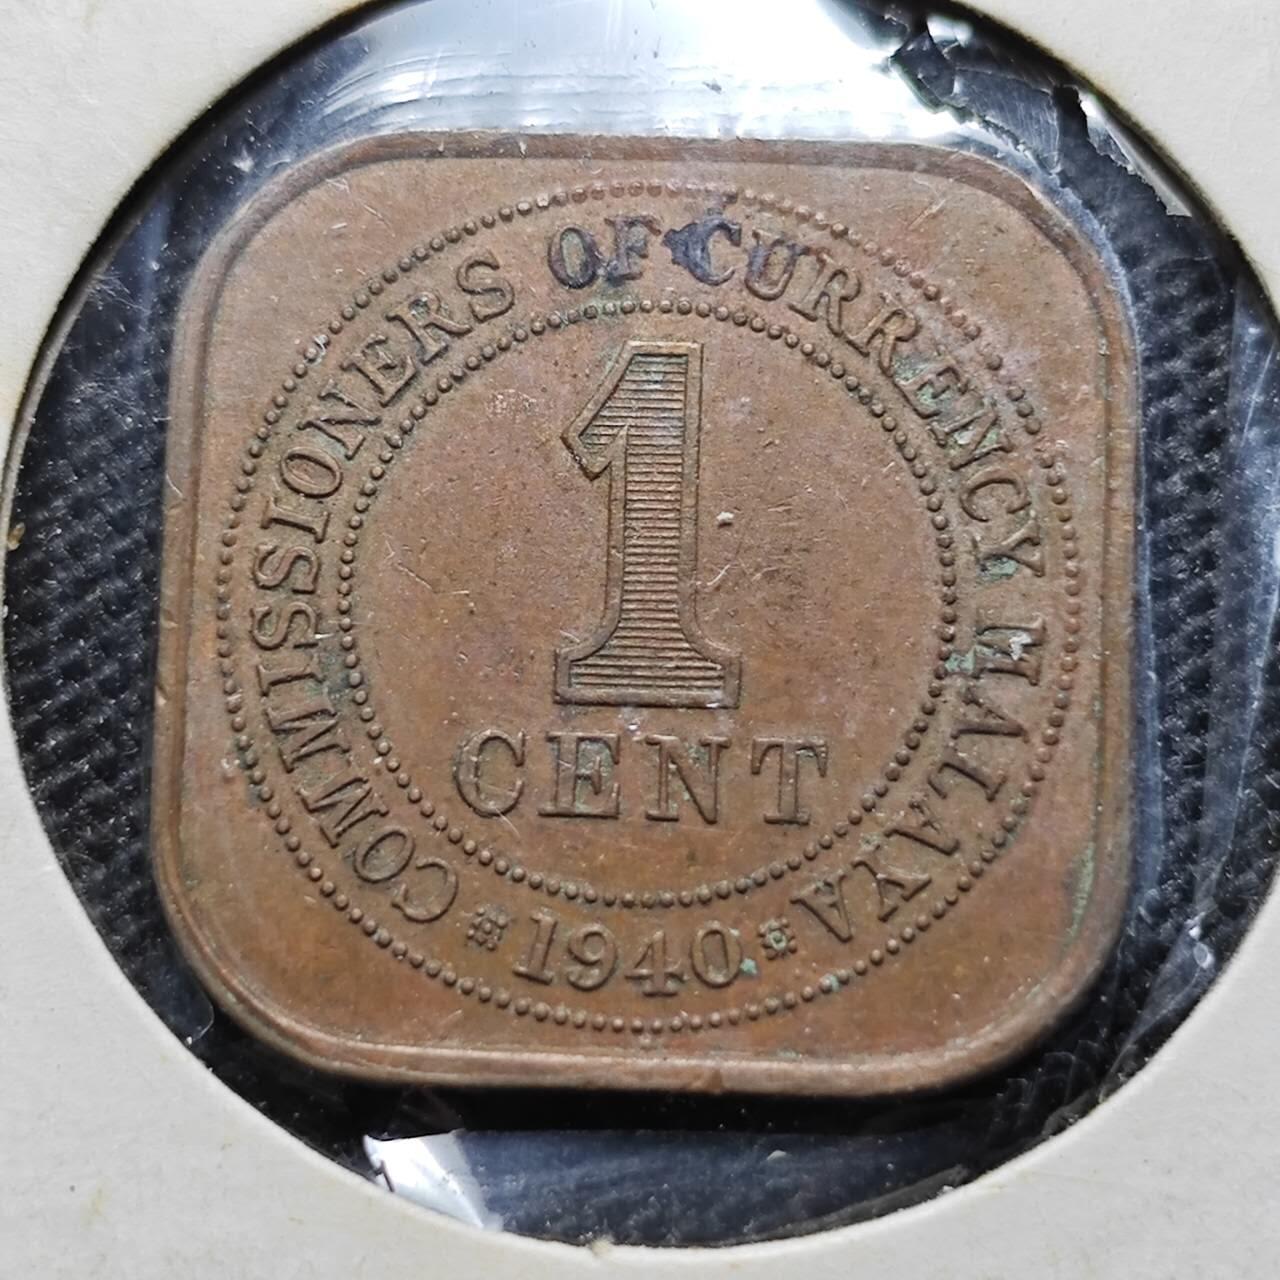 COMMISSIONERS OF CURRENCY MALAYA
1
CENT
1940